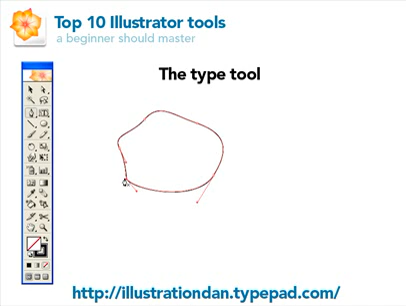 Top 10 Illustrator tools
a beginner should master
The type tool
http://illustrationdan.typepad.com/